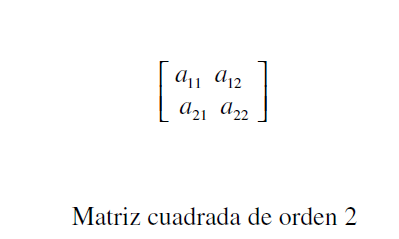 a₁₁ a₁₂
a₂₁ a₂₂
Matriz cuadrada de orden 2